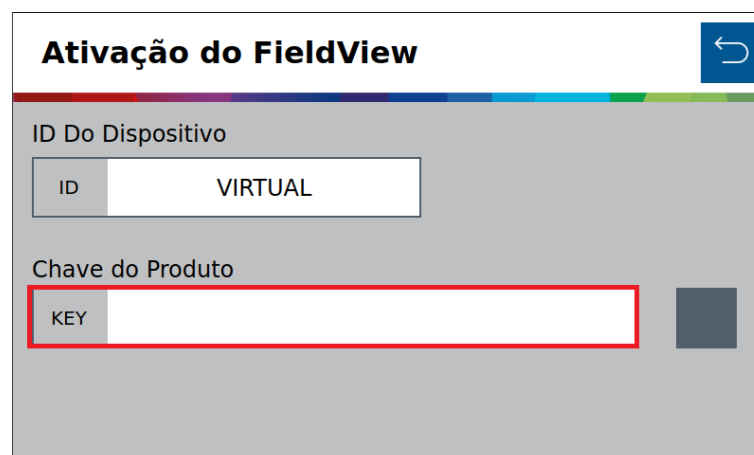 Ativação do FieldView
ID Do Dispositivo
ID VIRTUAL
Chave do Produto
KEY